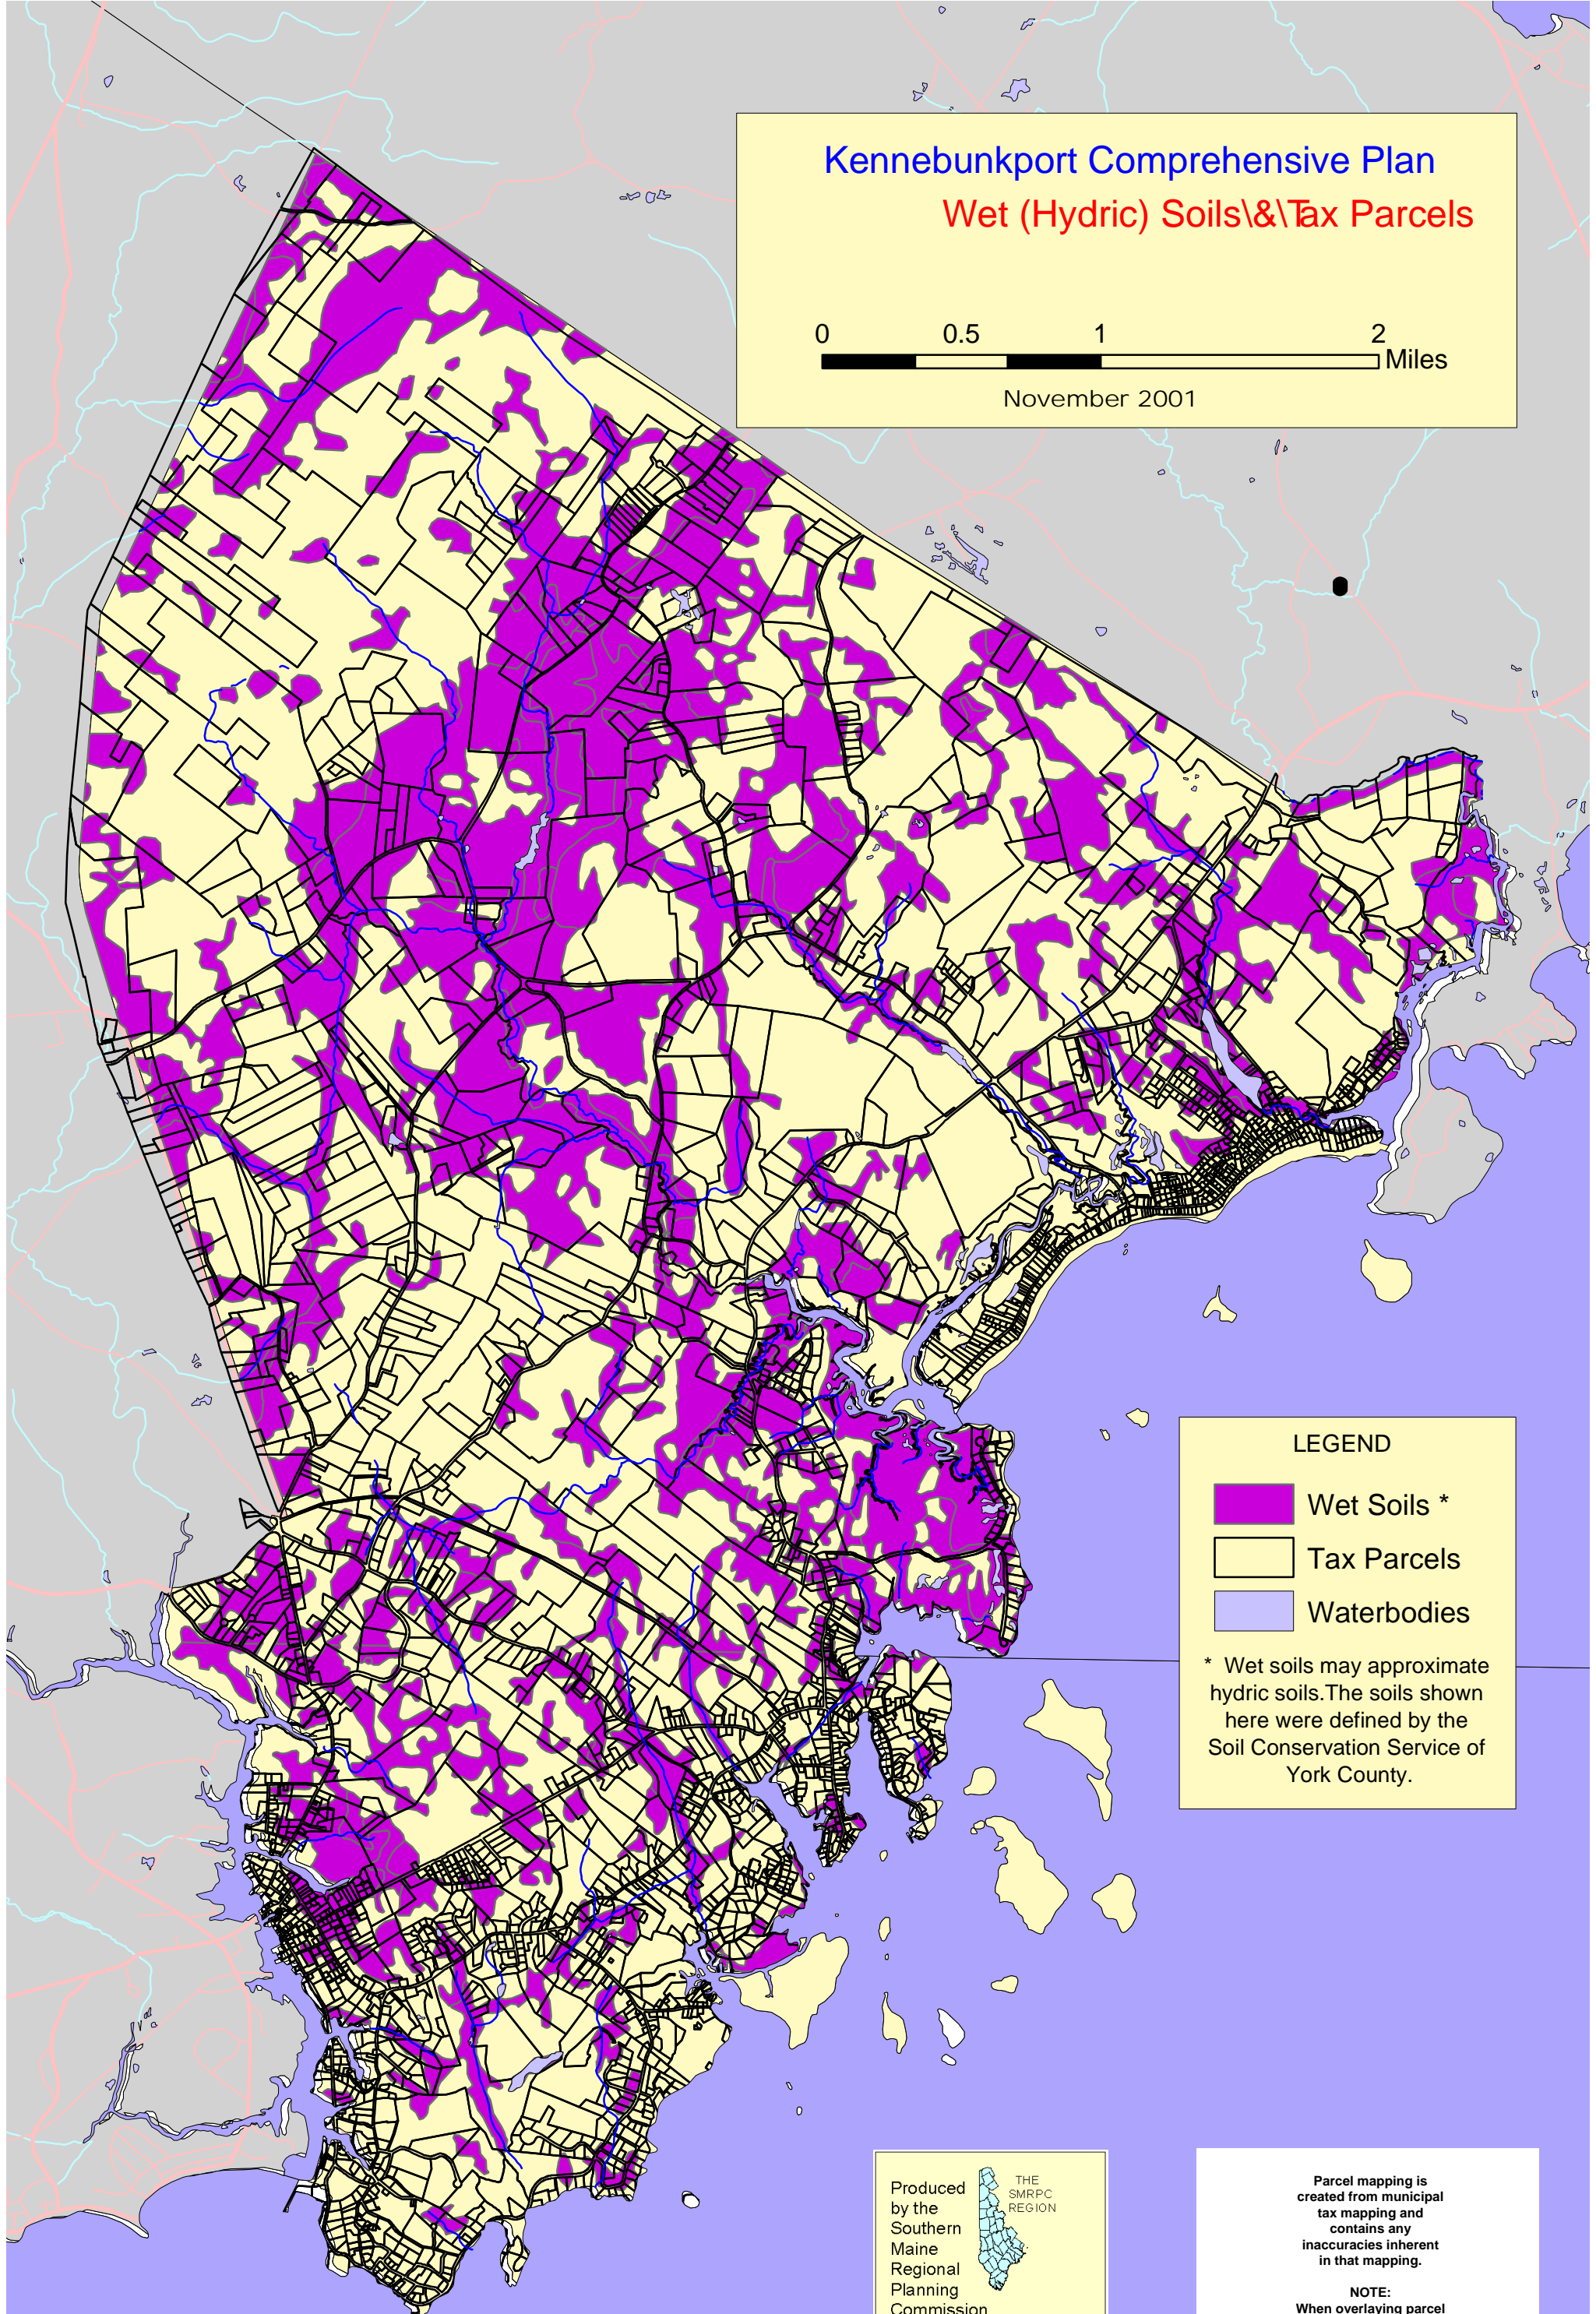 Kennebunkport Comprehensive Plan
Wet (Hydric) Soils\&\Tax Parcels
0 0.5 1 2
Miles
November 2001
LEGEND
Wet Soils *
Tax Parcels
Waterbodies
* Wet soils may approximate
hydric soils.The soils shown
here were defined by the
Soil Conservation Service of
York County.
Produced
by the
Southern
Maine
Regional
Planning
Commission
THE
SMRPC
REGION
Parcel mapping is
created from municipal
tax mapping and
contains any
inaccuracies inherent
in that mapping.
NOTE:
When overlaying parcel